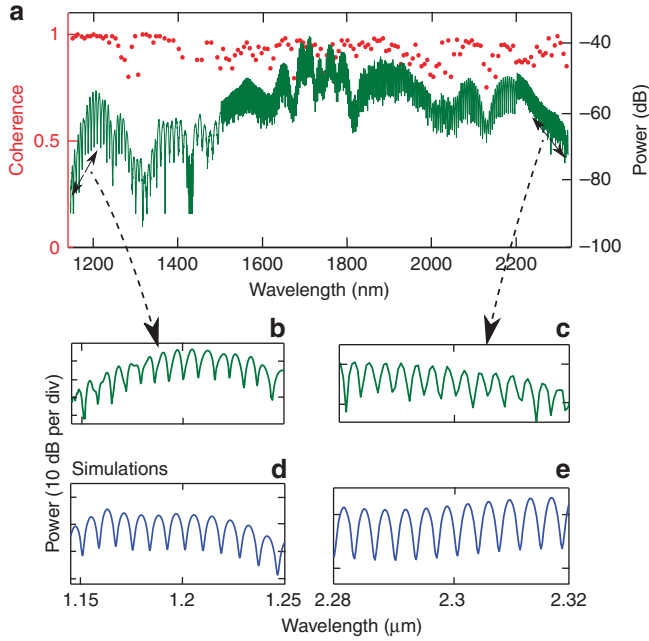 a
1
0.5
0
Coherence
−40
−60
−80
−100
Power (dB)
1200 1400 1600 1800 2000 2200
Wavelength (nm)
b
c
Power (10 dB per div)
Simulations
d
e
1.15 1.2 1.25
2.28 2.3 2.32
Wavelength (μm)